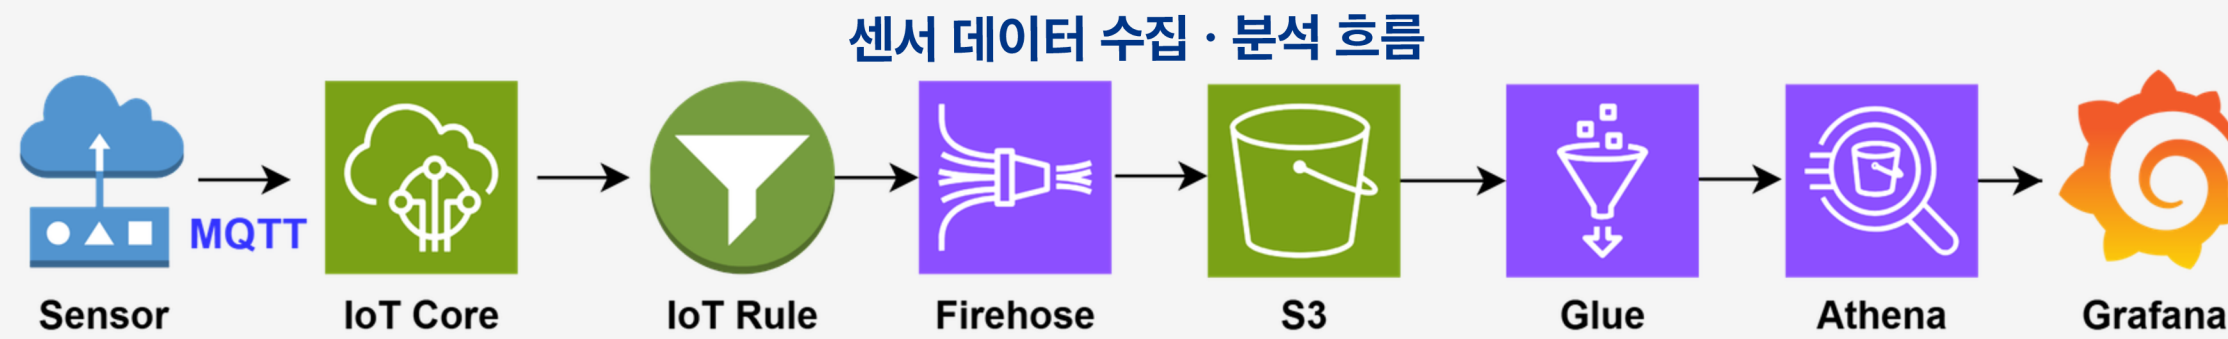 센서 데이터 수집 · 분석 흐름
MQTT
Sensor IoT Core IoT Rule Firehose S3 Glue Athena Grafana